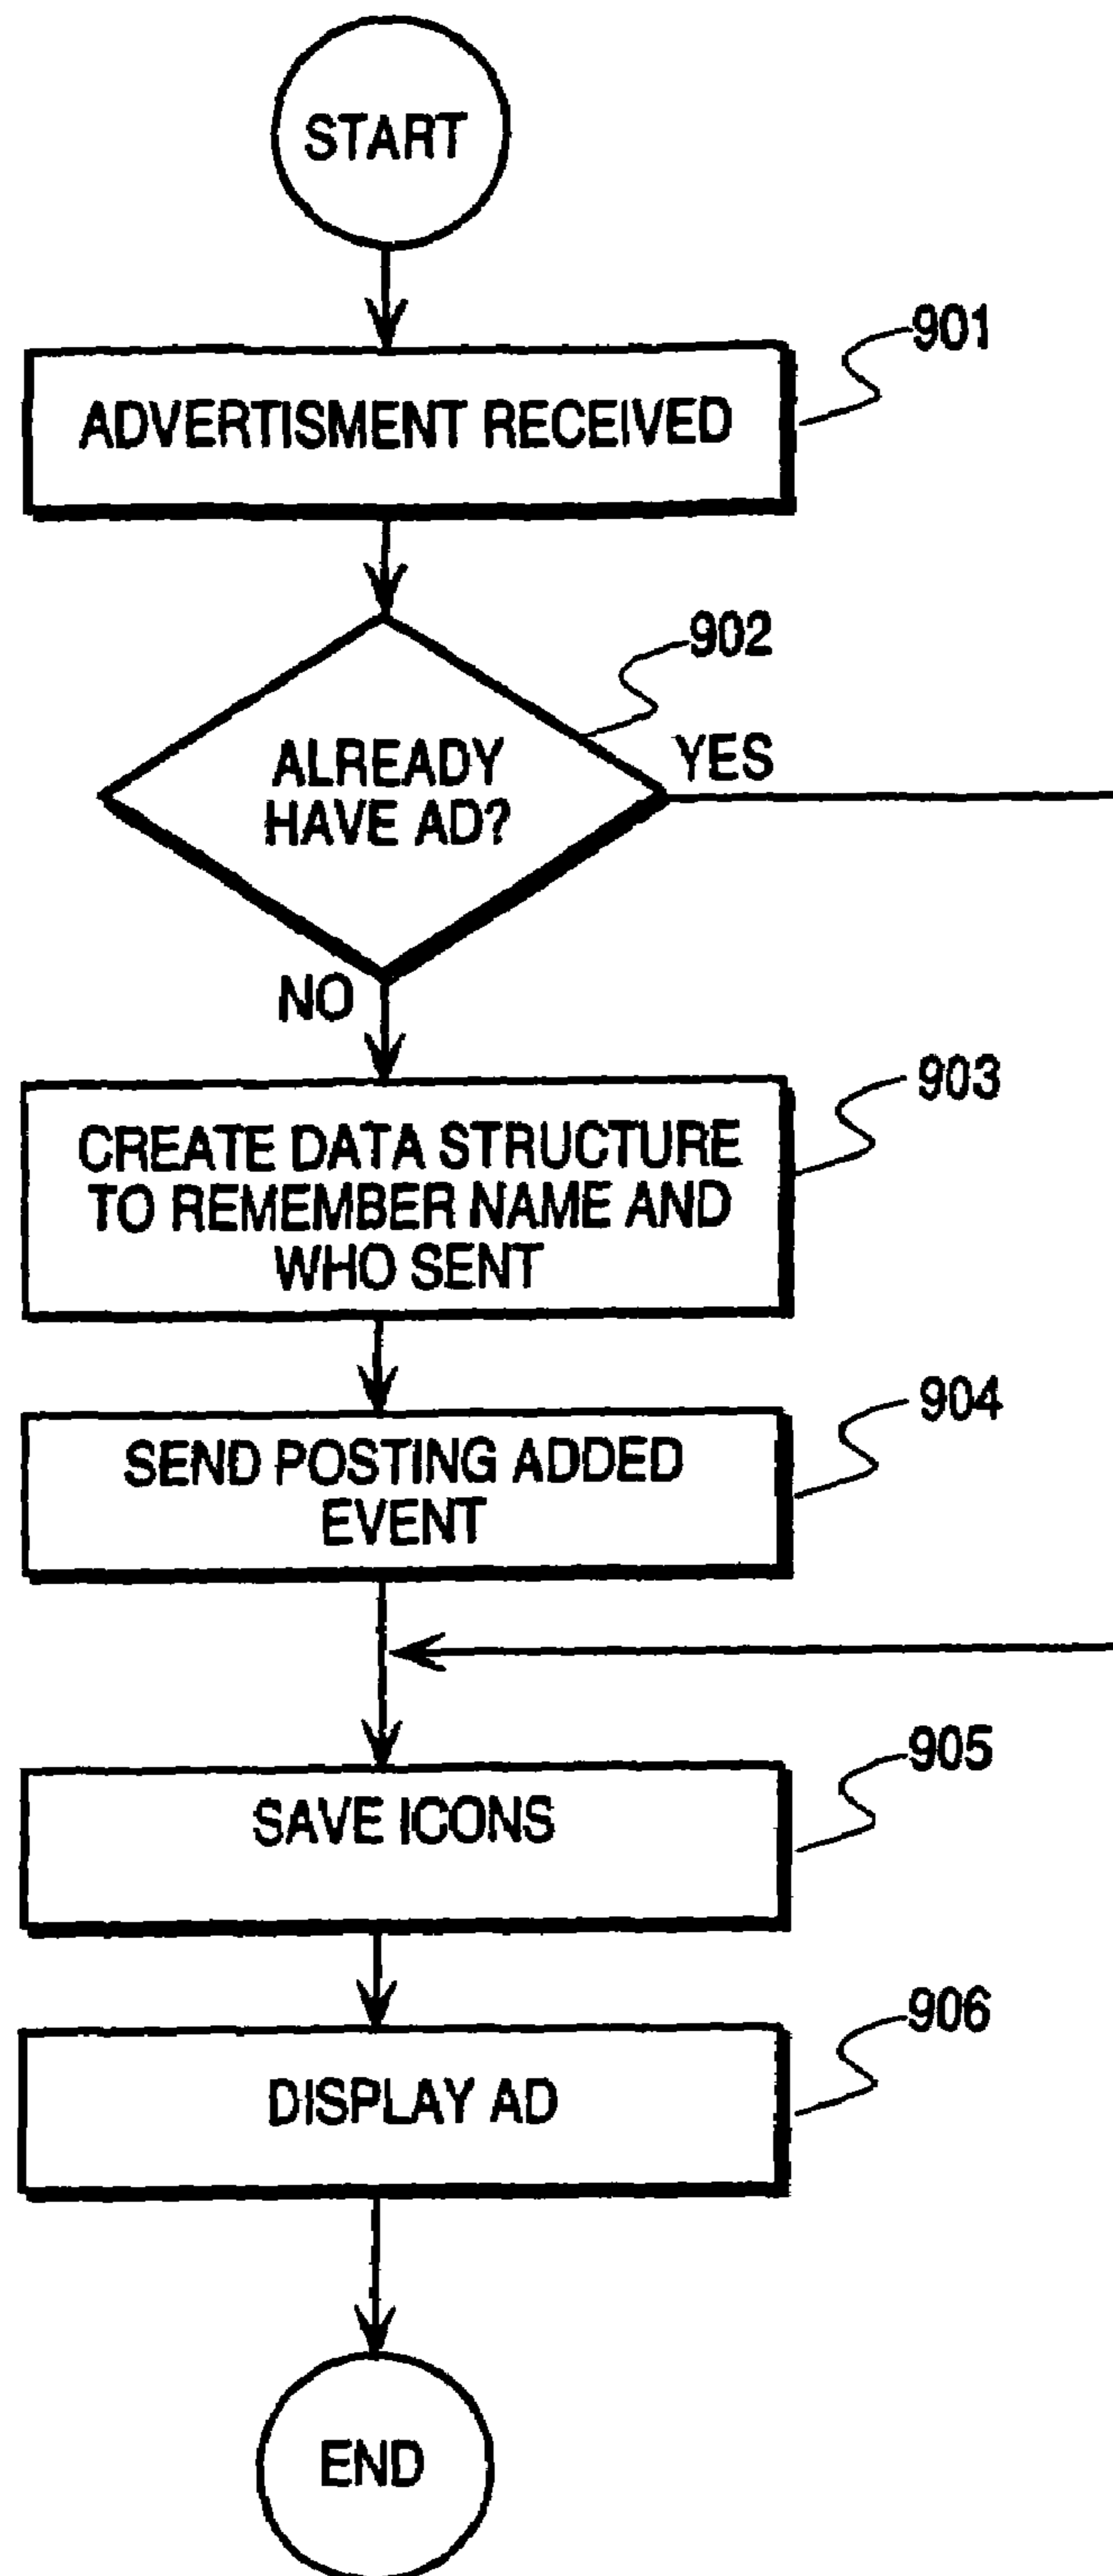 START
901
ADVERTISMENT RECEIVED
902
ALREADY
HAVE AD?
YES
NO
903
CREATE DATA STRUCTURE
TO REMEMBER NAME AND
WHO SENT
904
SEND POSTING ADDED
EVENT
905
SAVE ICONS
906
DISPLAY AD
END